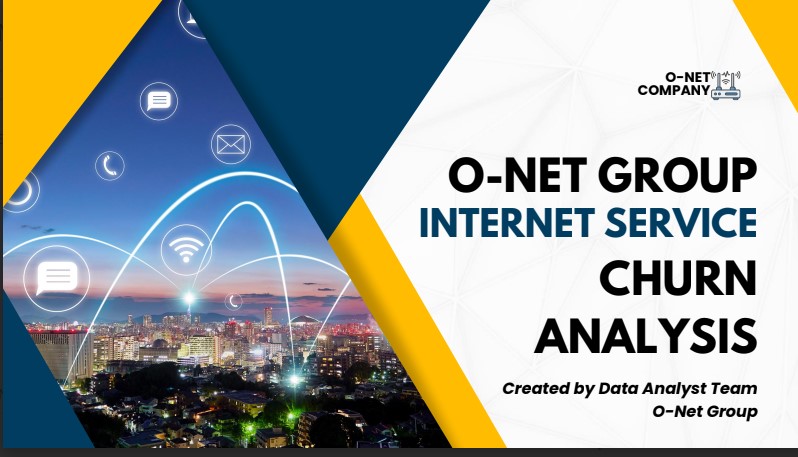 O-NET
COMPANY
O-NET GROUP
INTERNET SERVICE
CHURN
ANALYSIS
Created by Data Analyst Team
O-Net Group